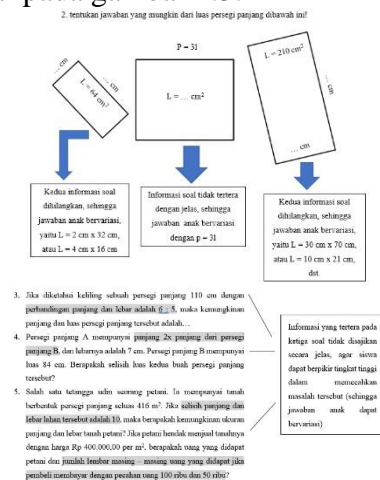 2. tentukan jawaban yang mungkin dari luas persegi panjang dibawah ini!
P = 3l
... cm
... cm
L = 64 cm²
L = ... cm²
L = 210 cm²
... cm
... cm
Kedua informasi soal
dihilangkan, sehingga
jawaban anak bervariasi,
yaitu L = 2 cm x 32 cm,
atau L = 4 cm x 16 cm
Informasi soal tidak tertera
dengan jelas, sehingga
jawaban anak bervariasi
dengan p = 3l
Kedua informasi soal
dihilangkan, sehingga
jawaban anak bervariasi,
yaitu L = 30 cm x 70 cm,
atau L = 10 cm x 21 cm,
dst.
3. Jika diketahui keliling sebuah persegi panjang 110 cm dengan
perbandingan panjang dan lebar adalah 6 : 5, maka kemungkinan
panjang dan luas persegi panjang tersebut adalah...
4. Persegi panjang A mempunyai panjang 2x panjang dari persegi
panjang B, dan lebarnya adalah 7 cm. Persegi panjang B mempunyai
luas 84 cm. Berapakah selisih luas kedua buah persegi panjang
tersebut?
5. Salah satu tetangga udin seorang petani. Ia mempunyai tanah
berbentuk persegi panjang seluas 416 m². Jika selisih panjang dan
lebar lahan tersebut adalah 10, maka berapakah kemungkinan ukuran
panjang dan lebar tanah petani? Jika petani hendak menjual tanahnya
dengan harga Rp 400.000,00 per m², berapakah uang yang didapat
petani dan jumlah lembar masing – masing uang yang didapat jika
pembeli membayar dengan pecahan uang 100 ribu dan 50 ribu?
Informasi yang tertera pada
ketiga soal tidak disajikan
secara jelas, agar siswa
dapat berpikir tingkat tinggi
dalam memecahkan
masalah tersebut (sehingga
jawaban anak dapat
bervariasi)